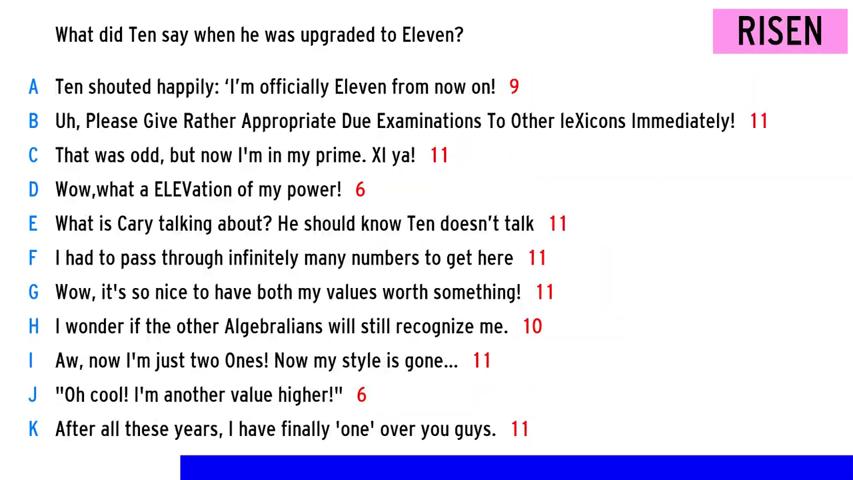 What did Ten say when he was upgraded to Eleven?
RISEN
A Ten shouted happily: ‘I’m officially Eleven from now on! 9
B Uh, Please Give Rather Appropriate Due Examinations To Other leXicons Immediately! 11
C That was odd, but now I'm in my prime. XI ya! 11
D Wow,what a ELEVation of my power! 6
E What is Cary talking about? He should know Ten doesn’t talk 11
F I had to pass through infinitely many numbers to get here 11
G Wow, it's so nice to have both my values worth something! 11
H I wonder if the other Algebralians will still recognize me. 10
I Aw, now I'm just two Ones! Now my style is gone... 11
J "Oh cool! I'm another value higher!" 6
K After all these years, I have finally 'one' over you guys. 11